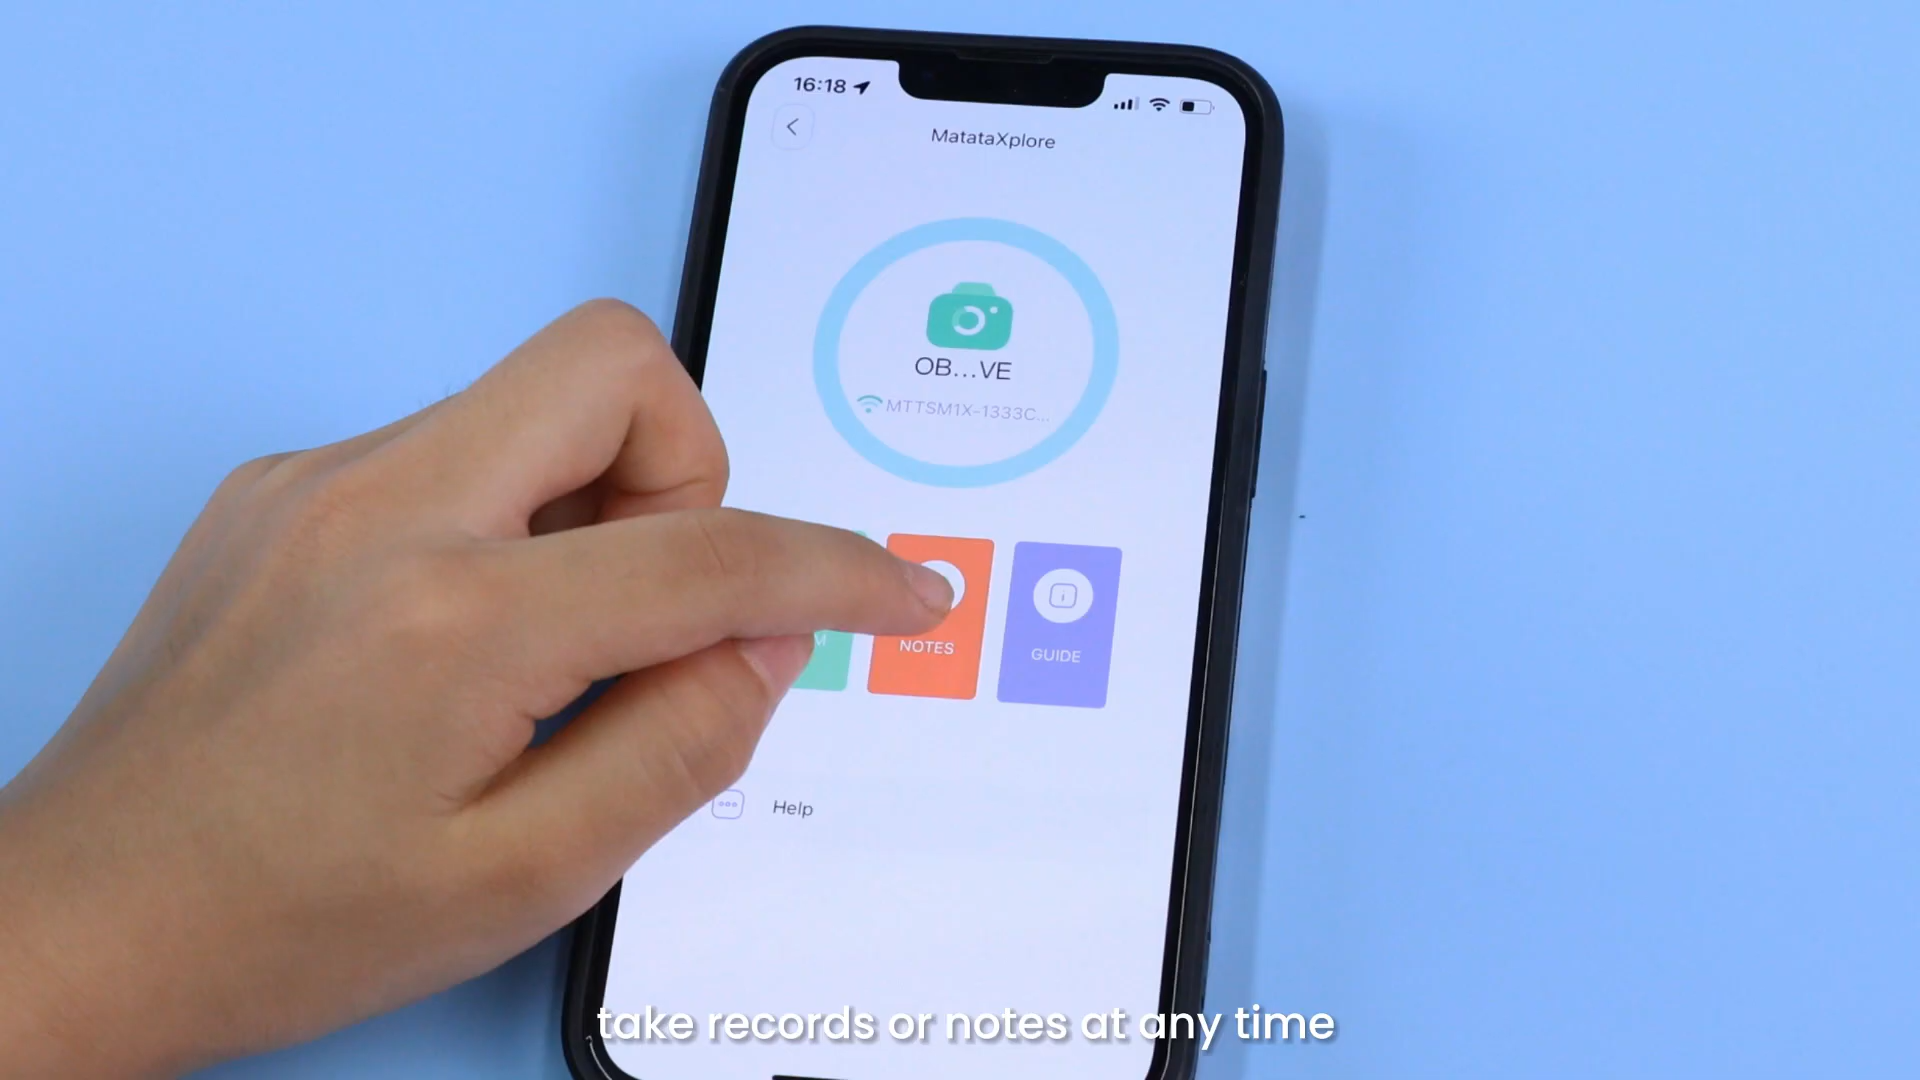 16:18
MatataXplore
OB...VE
MTTSM1X-1333C...
M
NOTES
GUIDE
Help
take records or notes at any time